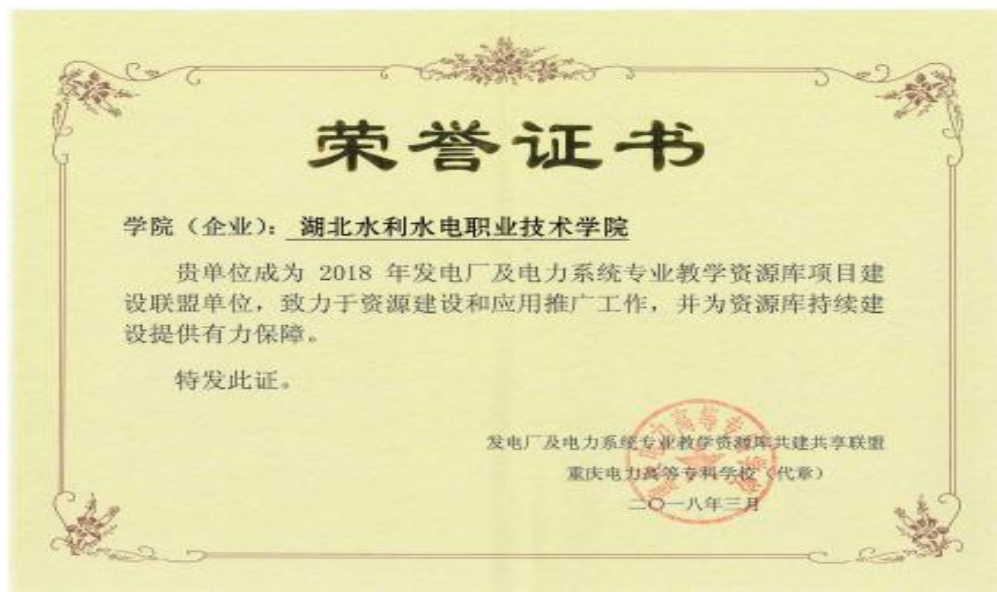 荣誉证书
学院（企业）：湖北水利水电职业技术学院
贵单位成为 2018 年发电厂及电力系统专业教学资源库项目建
设联盟单位，致力于资源建设和应用推广工作，并为资源库持续建
设提供有力保障。
特发此证。
发电厂及电力系统专业教学资源库共建共享联盟
重庆电力高等专科学校（代章）
二〇一八年三月